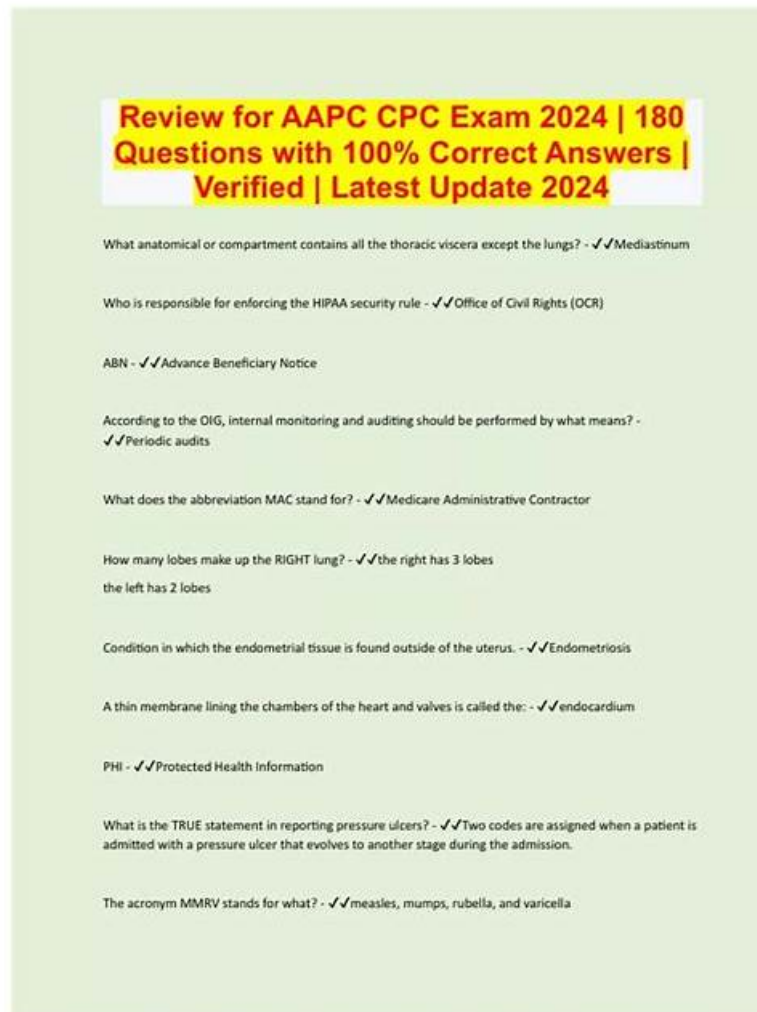 Review for AAPC CPC Exam 2024 | 180
Questions with 100% Correct Answers |
Verified | Latest Update 2024
What anatomical or compartment contains all the thoracic viscera except the lungs? - ✓✓Mediastinum
Who is responsible for enforcing the HIPAA security rule - ✓✓Office of Civil Rights (OCR)
ABN - ✓✓Advance Beneficiary Notice
According to the OIG, internal monitoring and auditing should be performed by what means? -
✓✓Periodic audits
What does the abbreviation MAC stand for? - ✓✓Medicare Administrative Contractor
How many lobes make up the RIGHT lung? - ✓✓the right has 3 lobes
the left has 2 lobes
Condition in which the endometrial tissue is found outside of the uterus. - ✓✓Endometriosis
A thin membrane lining the chambers of the heart and valves is called the: - ✓✓endocardium
PHI - ✓✓Protected Health Information
What is the TRUE statement in reporting pressure ulcers? - ✓✓Two codes are assigned when a patient is
admitted with a pressure ulcer that evolves to another stage during the admission.
The acronym MMRV stands for what? - ✓✓measles, mumps, rubella, and varicella